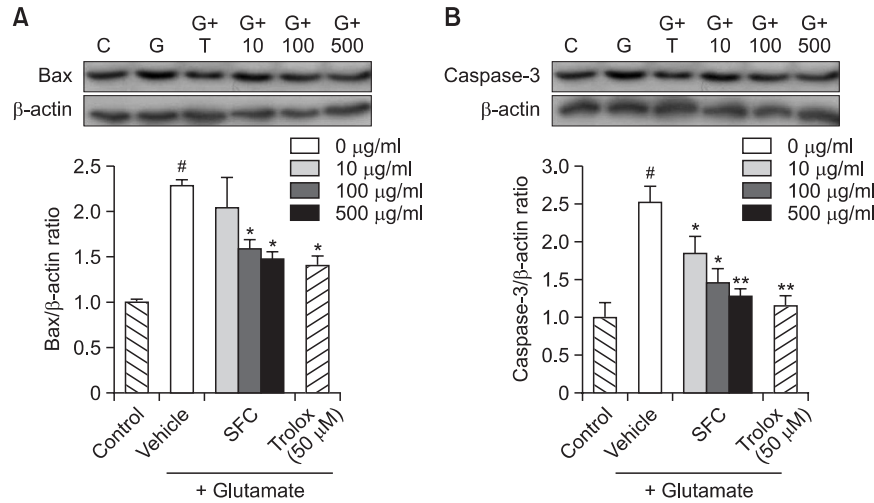 A
C G G+ T G+ 10 G+ 100 G+ 500
Bax
β-actin
0 μg/ml
10 μg/ml
100 μg/ml
500 μg/ml
Bax/β-actin ratio
2.5
2.0
1.5
1.0
0.5
0
#
*
*
*
Control
Vehicle
SFC
Trolox
(50 μM)
+ Glutamate
B
C G G+ T G+ 10 G+ 100 G+ 500
Caspase-3
β-actin
0 μg/ml
10 μg/ml
100 μg/ml
500 μg/ml
Caspase-3/β-actin ratio
3.0
2.5
2.0
1.5
1.0
0.5
0.0
#
*
*
**
**
Control
Vehicle
SFC
Trolox
(50 μM)
+ Glutamate